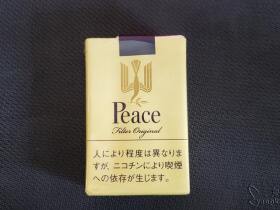 Peace
Filter Original
人により程度は異なりま
すが、ニコチンにより喫煙
への依存が生じます。